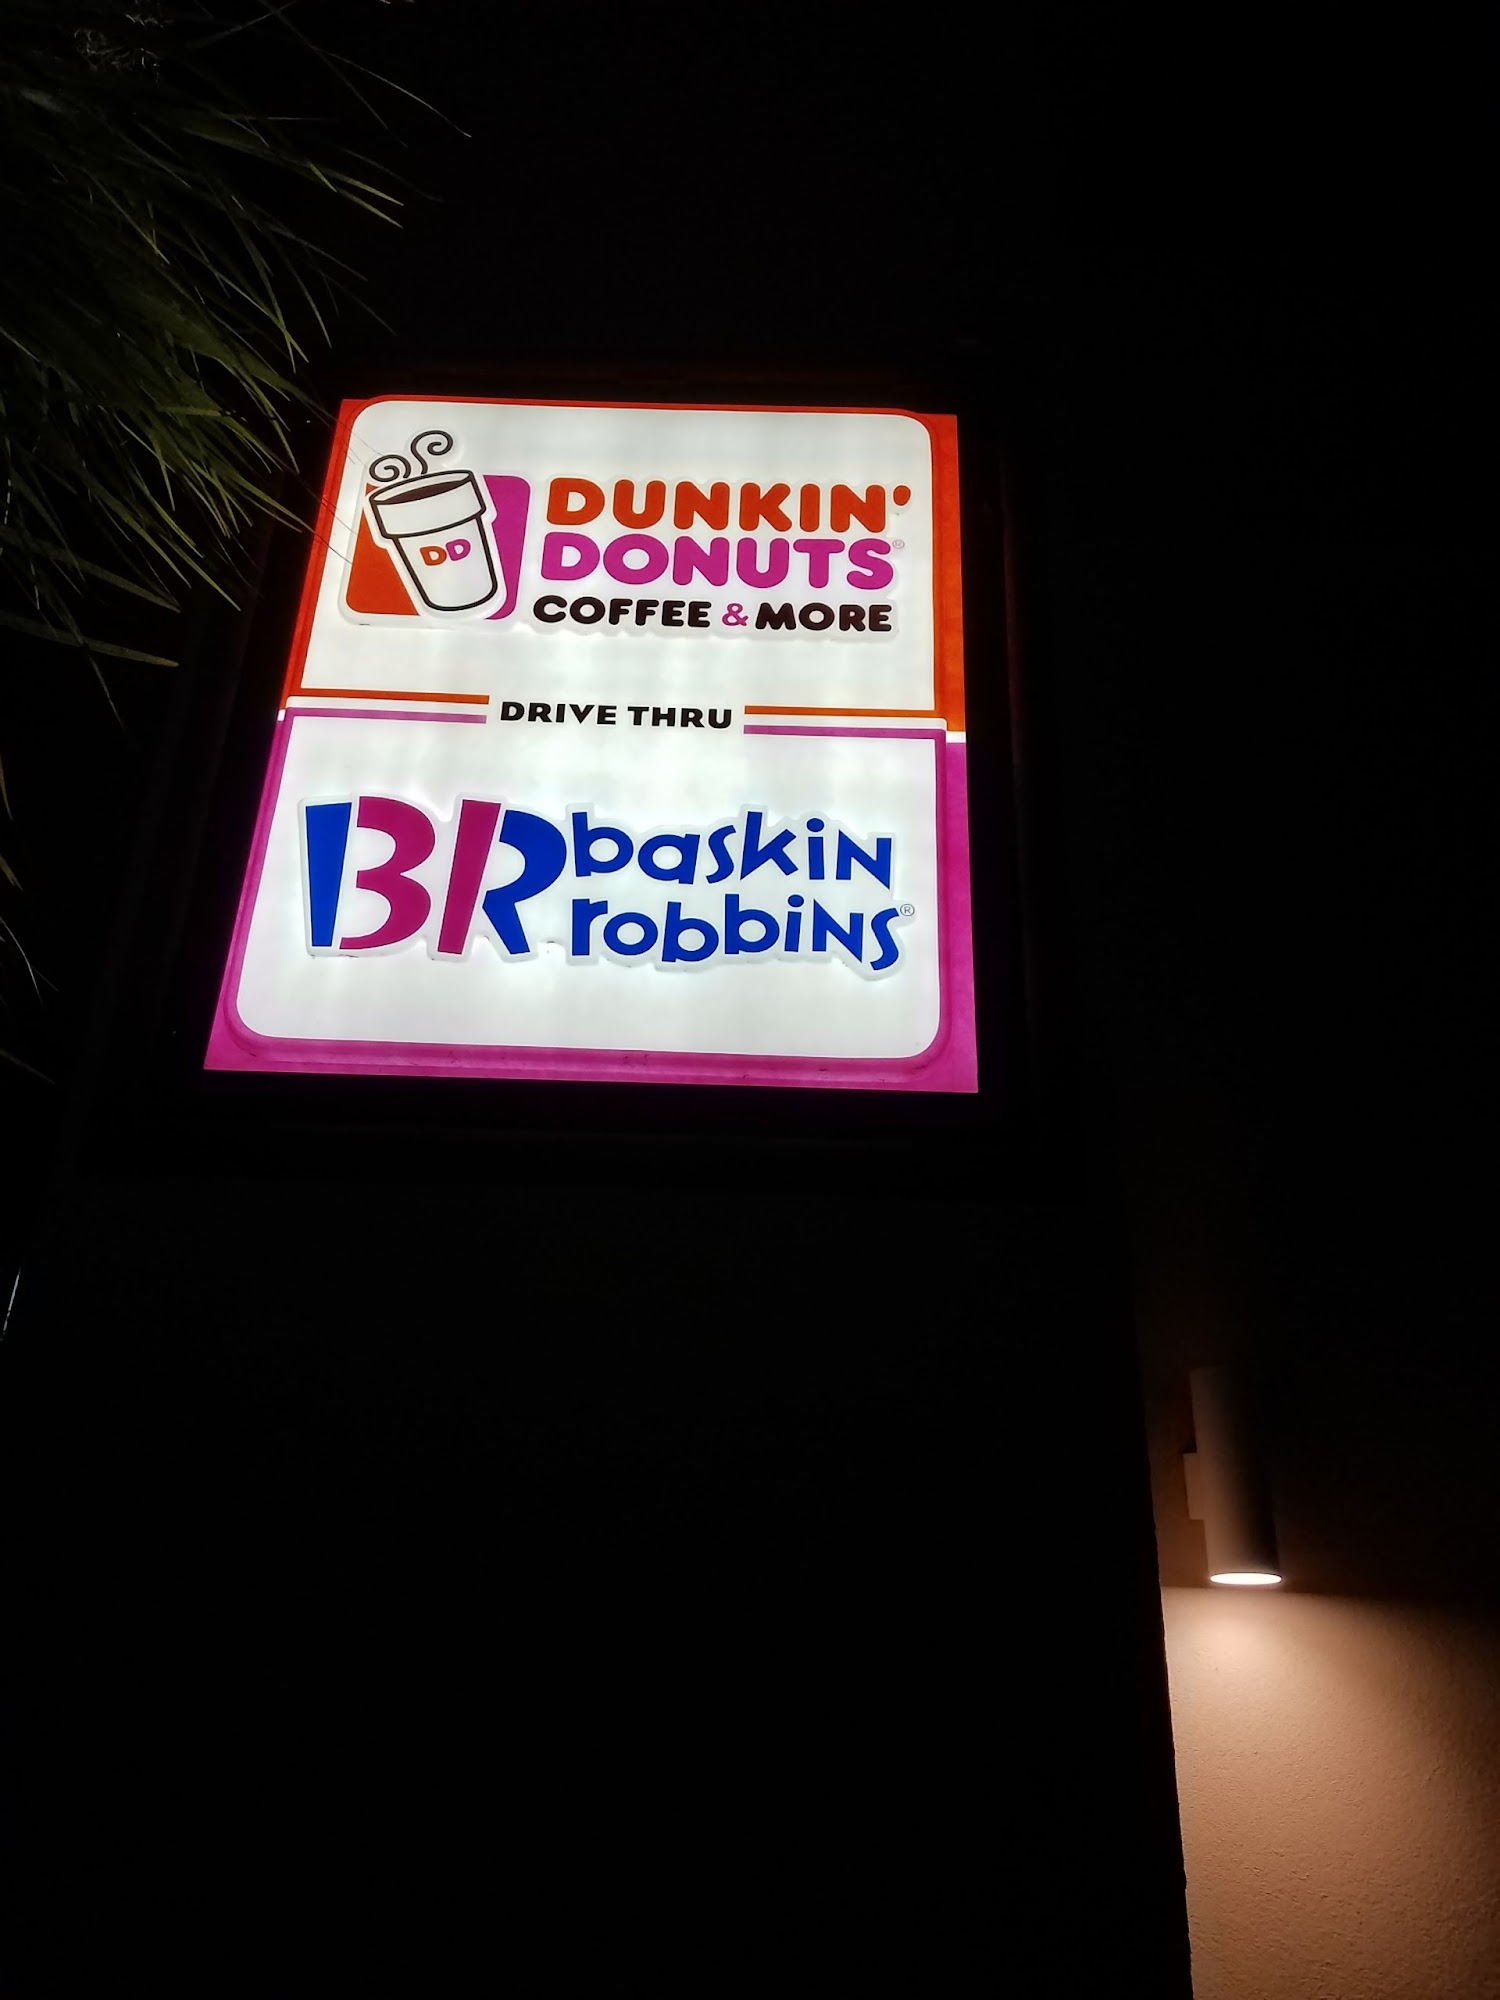 DD
DUNKIN'
DONUTS®
COFFEE & MORE
DRIVE THRU
BR baskin
robbins®